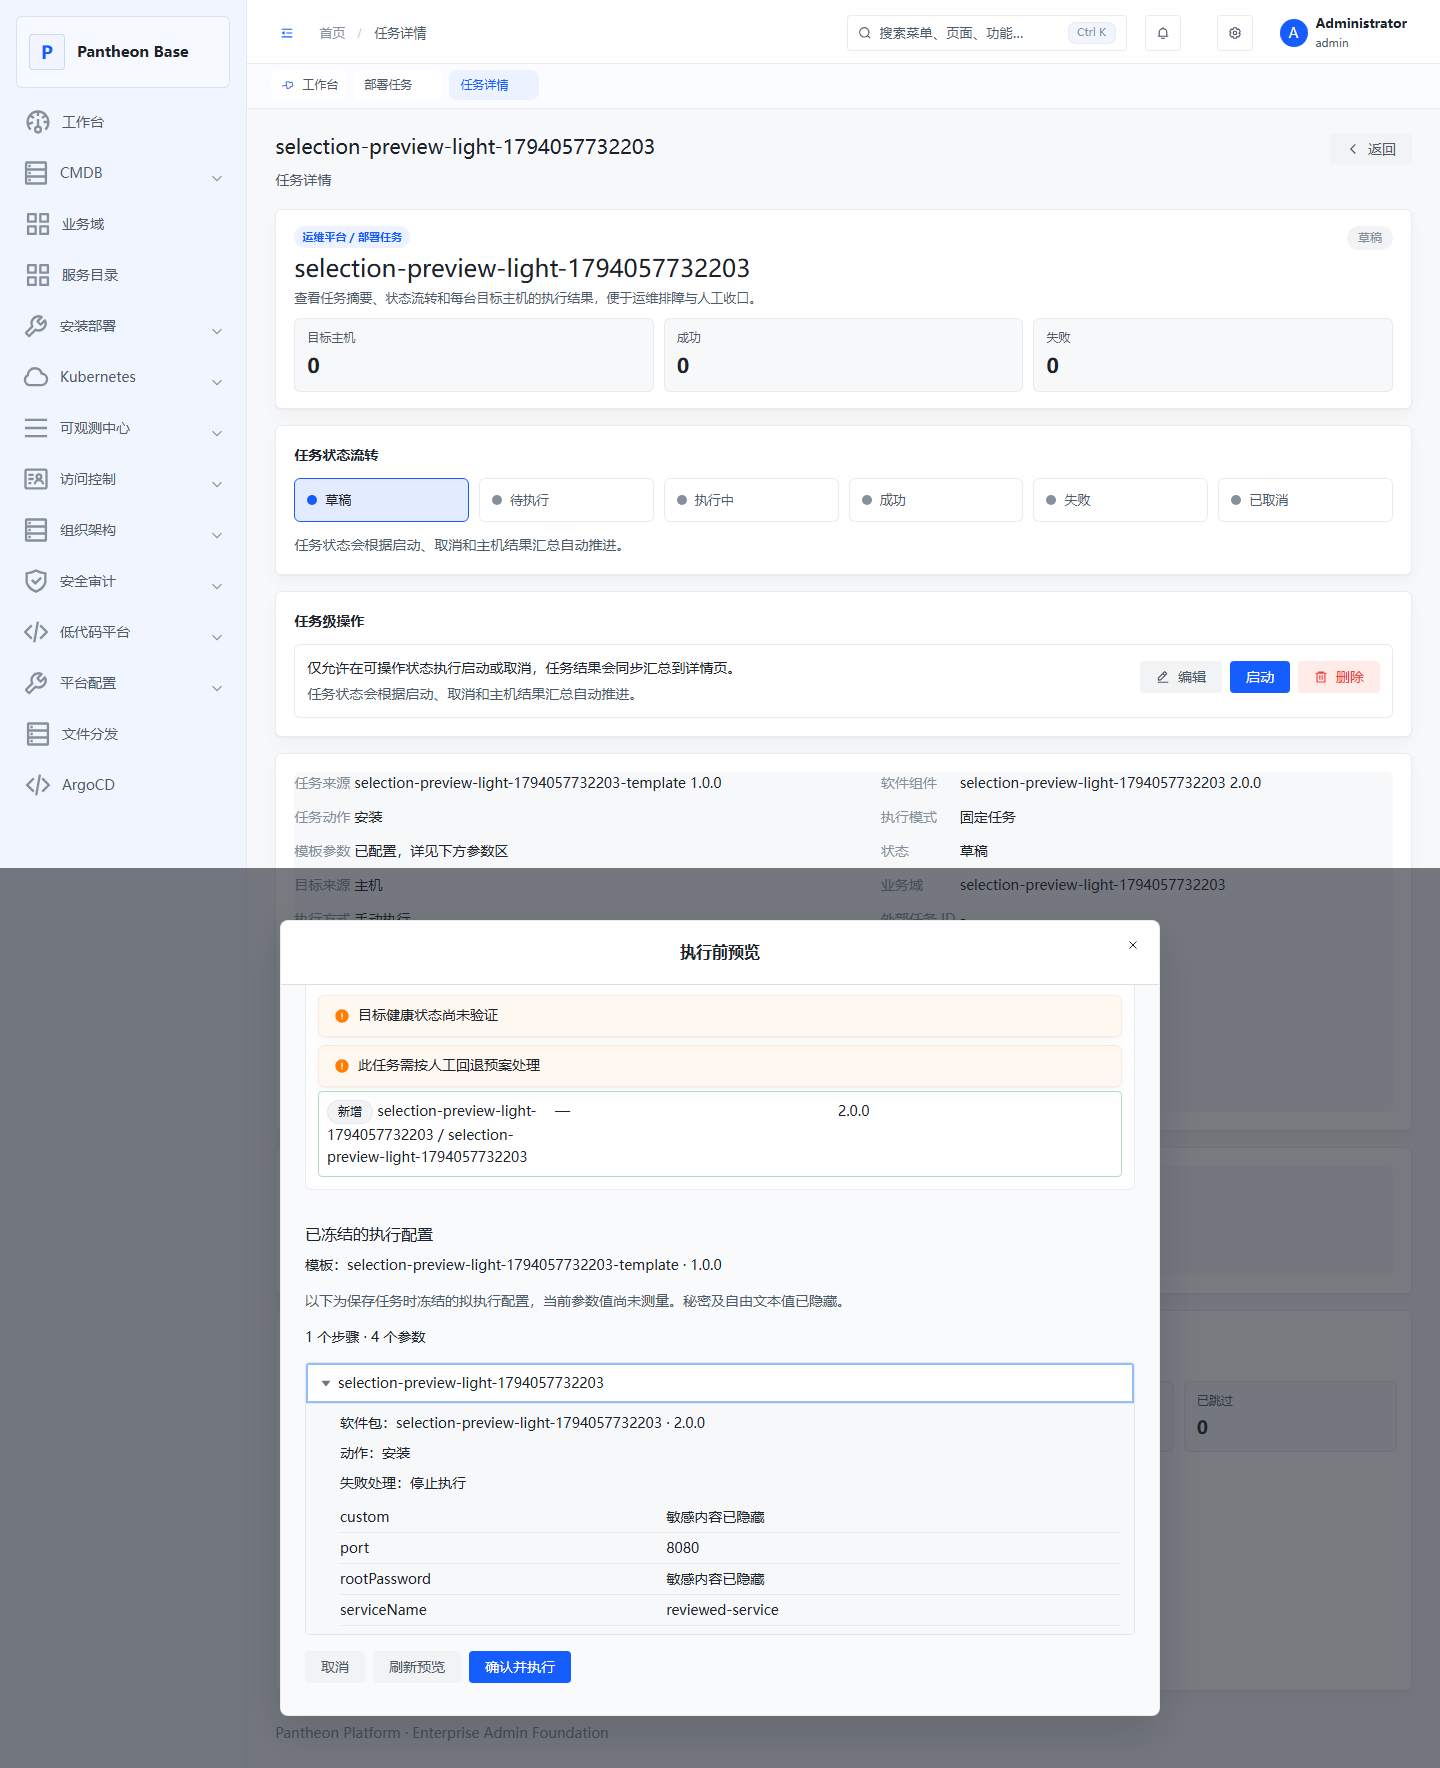 P Pantheon Base
工作台
CMDB
业务域
服务目录
安装部署
Kubernetes
可观测中心
访问控制
组织架构
安全审计
低代码平台
平台配置
文件分发
ArgoCD
首页 / 任务详情
搜索菜单、页面、功能... Ctrl K
A Administrator
admin
工作台 部署任务 任务详情
selection-preview-light-1794057732203
返回
任务详情
运维平台 / 部署任务
草稿
selection-preview-light-1794057732203
查看任务摘要、状态流转和每台目标主机的执行结果，便于运维排障与人工收口。
目标主机 成功 失败
0 0 0
任务状态流转
草稿 待执行 执行中 成功 失败 已取消
任务状态会根据启动、取消和主机结果汇总自动推进。
任务级操作
仅允许在可操作状态执行启动或取消，任务结果会同步汇总到详情页。
任务状态会根据启动、取消和主机结果汇总自动推进。
编辑 启动 删除
任务来源 selection-preview-light-1794057732203-template 1.0.0 软件组件 selection-preview-light-1794057732203 2.0.0
任务动作 安装 执行模式 固定任务
模板参数 已配置，详见下方参数区 状态 草稿
目标来源 主机 业务域 selection-preview-light-1794057732203
执行方式 手动执行 外部任务 ID -
执行前预览
目标健康状态尚未验证
此任务需按人工回退预案处理
新增 selection-preview-light- — 2.0.0
1794057732203 / selection-
preview-light-1794057732203
已冻结的执行配置
模板：selection-preview-light-1794057732203-template · 1.0.0
以下为保存任务时冻结的拟执行配置，当前参数值尚未测量。秘密及自由文本值已隐藏。
1 个步骤 · 4 个参数
selection-preview-light-1794057732203
软件包：selection-preview-light-1794057732203 · 2.0.0
动作：安装
失败处理：停止执行
custom 敏感内容已隐藏
port 8080
rootPassword 敏感内容已隐藏
serviceName reviewed-service
取消 刷新预览 确认并执行
已跳过
0
Pantheon Platform · Enterprise Admin Foundation